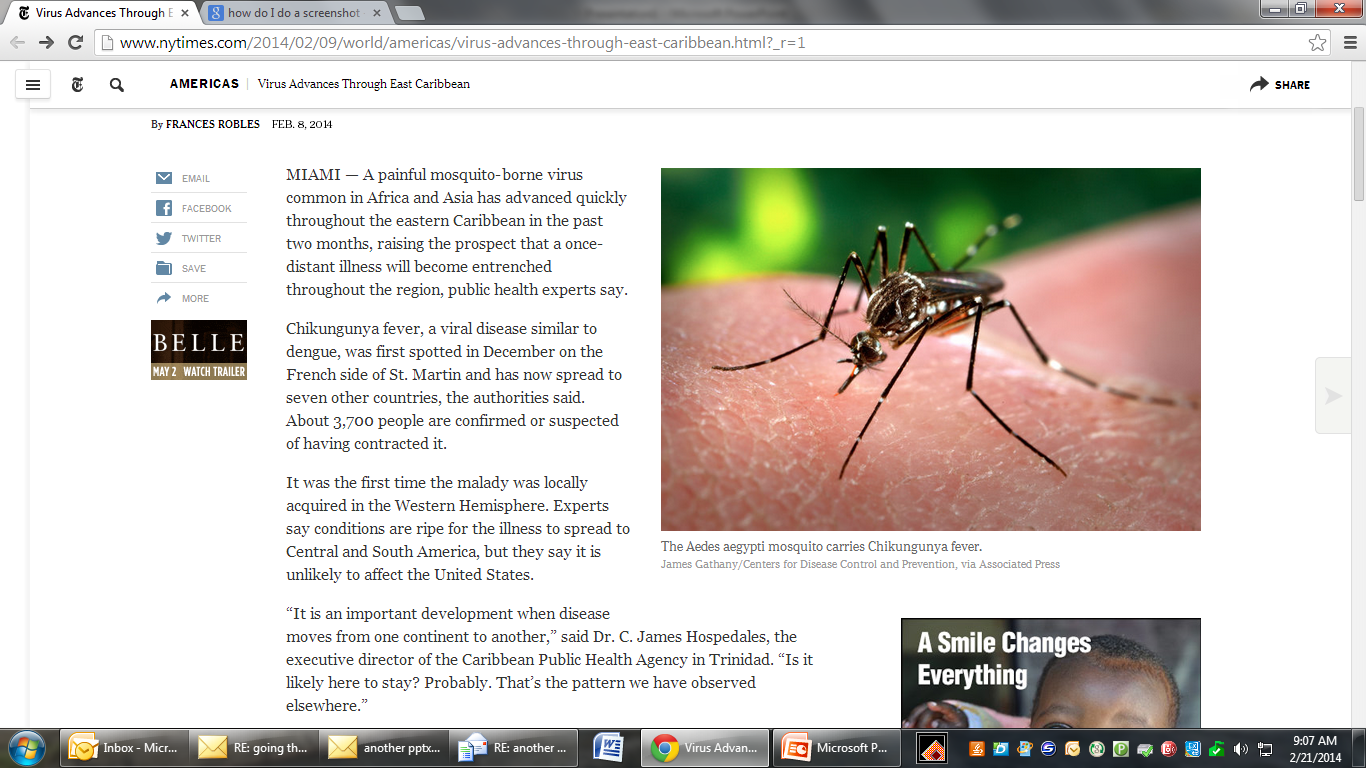 Virus Advances Through E
how do I do a screenshot
www.nytimes.com/2014/02/09/world/americas/virus-advances-through-east-caribbean.html?_r=1
AMERICAS | Virus Advances Through East Caribbean
SHARE
By FRANCES ROBLES FEB. 8, 2014
EMAIL
FACEBOOK
TWITTER
SAVE
MORE
BELLE
MAY 2 WATCH TRAILER
MIAMI — A painful mosquito-borne virus
common in Africa and Asia has advanced quickly
throughout the eastern Caribbean in the past
two months, raising the prospect that a once-
distant illness will become entrenched
throughout the region, public health experts say.
Chikungunya fever, a viral disease similar to
dengue, was first spotted in December on the
French side of St. Martin and has now spread to
seven other countries, the authorities said.
About 3,700 people are confirmed or suspected
of having contracted it.
It was the first time the malady was locally
acquired in the Western Hemisphere. Experts
say conditions are ripe for the illness to spread to
Central and South America, but they say it is
unlikely to affect the United States.
“It is an important development when disease
moves from one continent to another,” said Dr. C. James Hospedales, the
executive director of the Caribbean Public Health Agency in Trinidad. “Is it
likely here to stay? Probably. That’s the pattern we have observed
elsewhere.”
The Aedes aegypti mosquito carries Chikungunya fever.
James Gathany/Centers for Disease Control and Prevention, via Associated Press
A Smile Changes
Everything
Inbox - Micr...
RE: going th...
another pptx...
RE: another ...
Virus Advan...
Microsoft P...
9:07 AM
2/21/2014